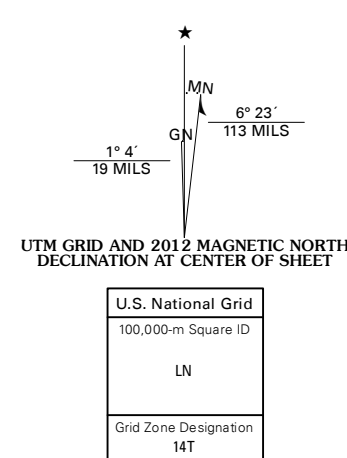 ★
MN
6° 23´
113 MILS
GN
1° 4´
19 MILS
UTM GRID AND 2012 MAGNETIC NORTH
DECLINATION AT CENTER OF SHEET
U.S. National Grid
100,000-m Square ID
LN
Grid Zone Designation
14T